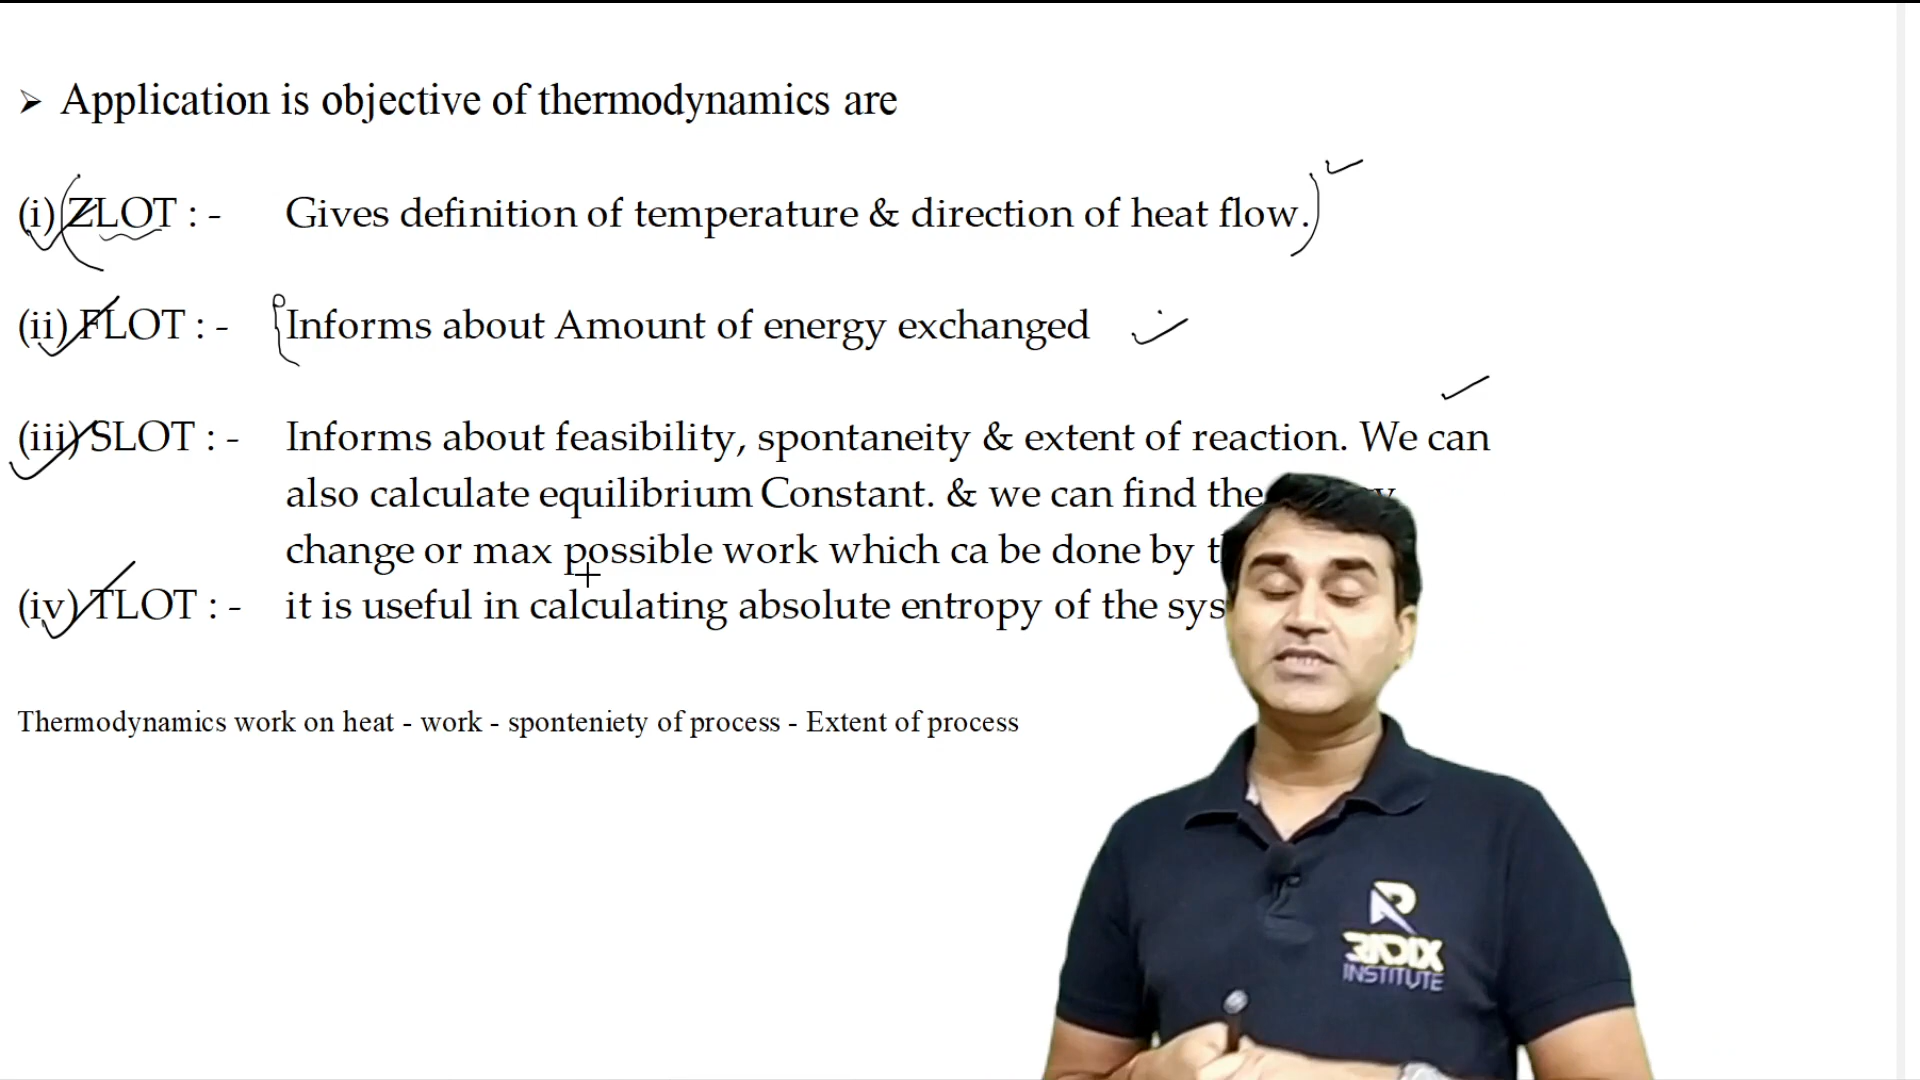 ➢ Application is objective of thermodynamics are
(i) ZLOT : - Gives definition of temperature & direction of heat flow.
(ii) FLOT : - Informs about Amount of energy exchanged
(iii) SLOT : - Informs about feasibility, spontaneity & extent of reaction. We can
also calculate equilibrium Constant. & we can find the
change or max possible work which ca be done by
(iv) TLOT : - it is useful in calculating absolute entropy of the
Thermodynamics work on heat - work - sponteniety of process - Extent of process
RADIX
INSTITUTE